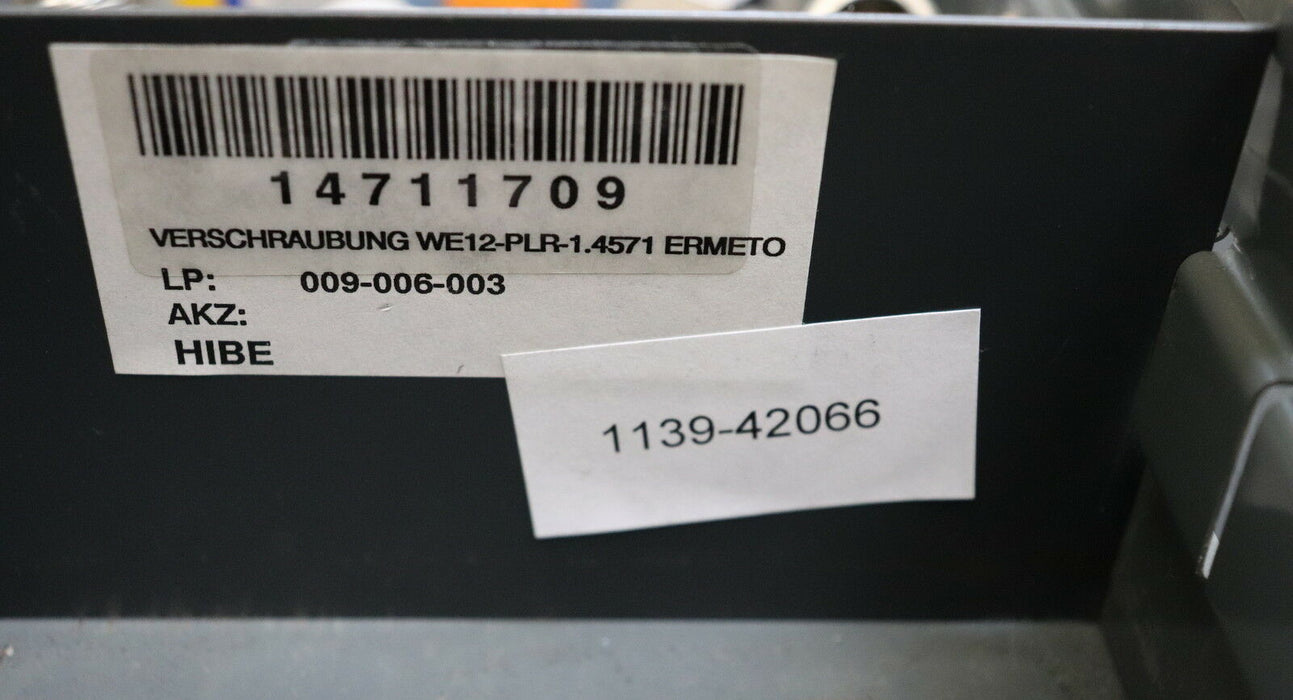 14711709
VERSCHRAUBUNG WE12-PLR-1.4571 ERMETO
LP: 009-006-003
AKZ:
HIBE
1139-42066